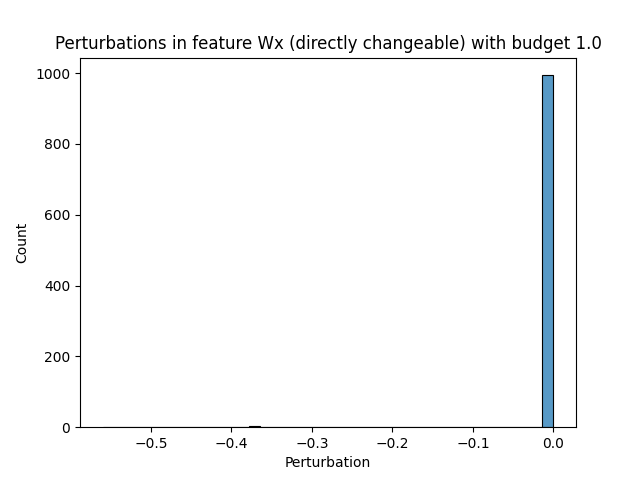 Perturbations in feature Wx (directly changeable) with budget 1.0
1000
800
600
400
200
0
Count
−0.5 −0.4 −0.3 −0.2 −0.1 0.0
Perturbation